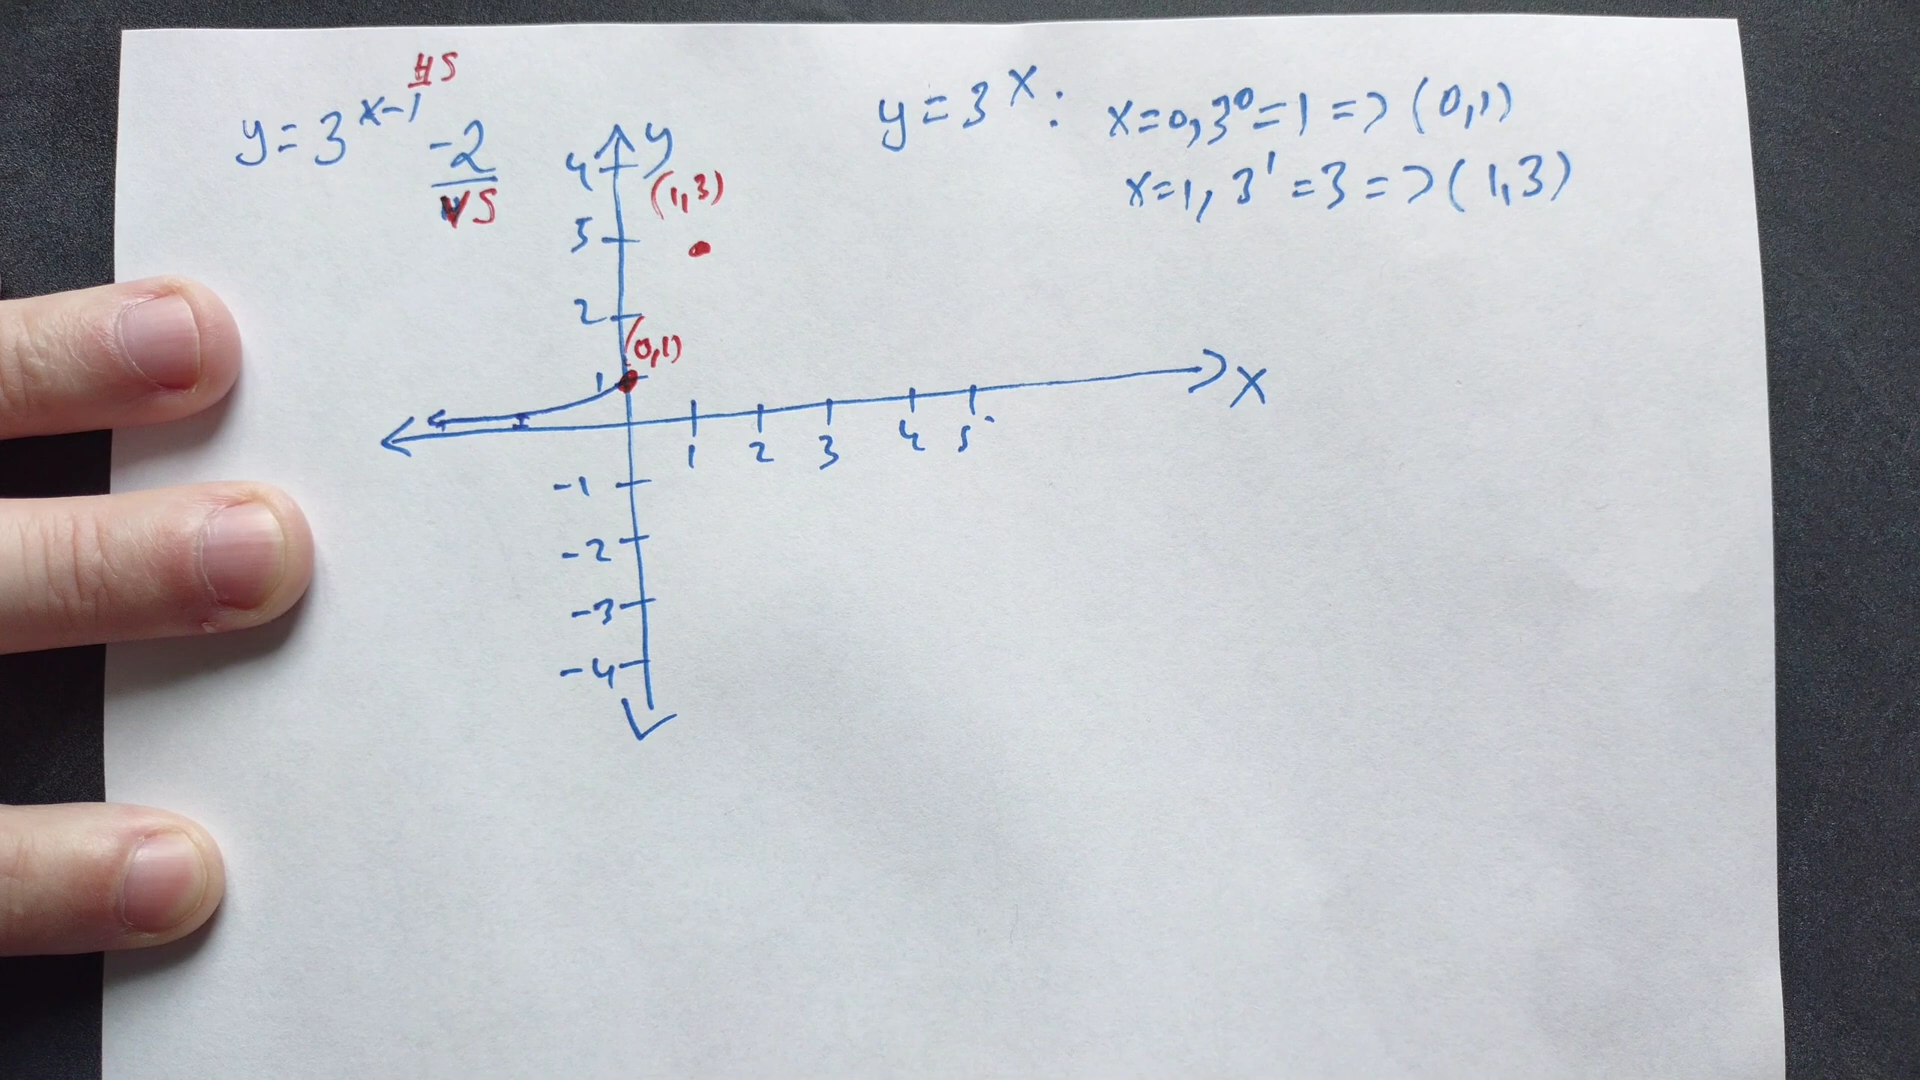 HS
y = 3^{x-1} -2
VS
y = 3^x : x=0, 3^0 = 1 => (0,1)
x=1, 3^1 = 3 => (1,3)
y
4
(1,3)
3
2
(0,1)
1
x
1 2 3 4 5
-1
-2
-3
-4